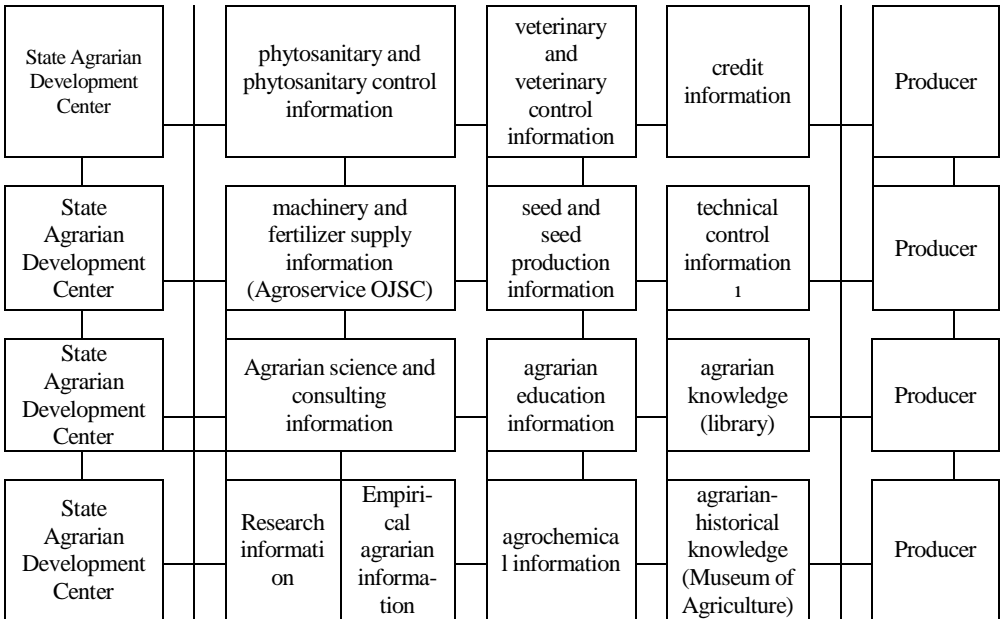 State Agrarian
Development
Center
phytosanitary and
phytosanitary control
information
veterinary
and
veterinary
control
information
credit
information
Producer
State
Agrarian
Development
Center
machinery and
fertilizer supply
information
(Agroservice OJSC)
seed and
seed
production
information
technical
control
information
ı
Producer
State
Agrarian
Development
Center
Agrarian science and
consulting
information
agrarian
education
information
agrarian
knowledge
(library)
Producer
State
Agrarian
Development
Center
Research
informati
on
Empiri-
cal
agrarian
informa-
tion
agrochemica
l information
agrarian-
historical
knowledge
(Museum of
Agriculture)
Producer